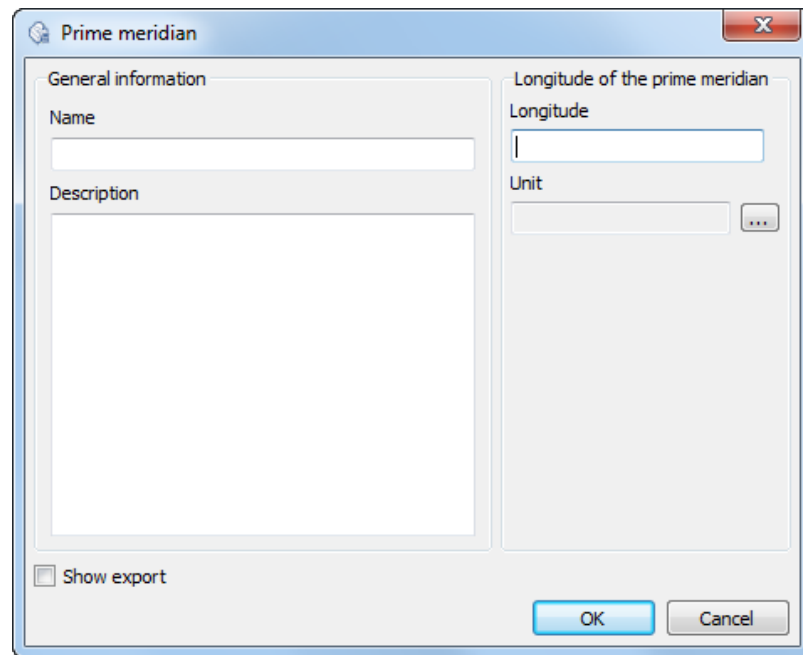 Prime meridian
General information
Name
Description
Longitude of the prime meridian
Longitude
Unit
...
Show export
OK
Cancel